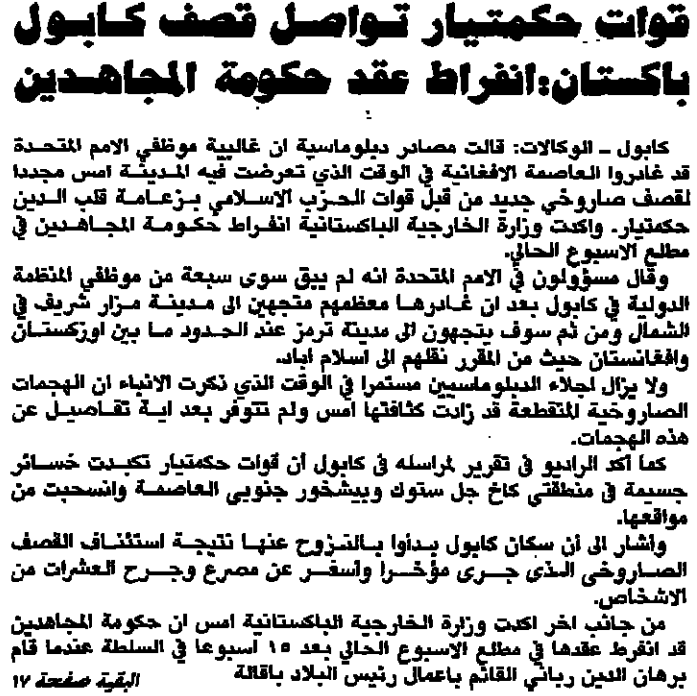 قوات حكمتيار تواصل قصف كابول
باكستان:انفراط عقد حكومة المجاهدين
كابول ــ الوكالات: قالت مصادر دبلوماسية ان غالبية موظفي الامم المتحدة
قد غادروا العاصمة الافغانية في الوقت الذي تعرضت فيه المدينة امس مجددا
لقصف صاروخي جديد من قبل قوات الحزب الاسلامي بزعامة قلب الدين
حكمتيار. واكدت وزارة الخارجية الباكستانية انفراط حكومة المجاهدين في
مطلع الاسبوع الحالي.
وقال مسؤولون في الامم المتحدة انه لم يبق سوى سبعة من موظفي المنظمة
الدولية في كابول بعد ان غادرها معظمهم متجهين الى مدينة مزار شريف في
الشمال ومن ثم سوف يتجهون الى مدينة ترمز عند الحدود ما بين اوزكستان
وافغانستان حيث من المقرر نقلهم الى اسلام اباد.
ولا يزال اجلاء الدبلوماسيين مستمرا في الوقت الذي ذكرت الانباء ان الهجمات
الصاروخية المتقطعة قد زادت كثافتها أمس ولم تتوفر بعد اية تفاصيل عن
هذه الهجمات.
كما أكد الراديو في تقرير لمراسله في كابول أن قوات حكمتيار تكبدت خسائر
جسيمة في منطقتي كاخ جل ستوك وبيشخور جنوبي العاصمة وانسحبت من
مواقعها.
وأشار الى أن سكان كابول بدأوا بالنزوح عنها نتيجة استئناف القصف
الصاروخي الذي جرى مؤخرا وأسفر عن مصرع وجرح العشرات من
الاشخاص.
من جانب اخر اكدت وزارة الخارجية الباكستانية امس ان حكومة المجاهدين
قد انفرط عقدها في مطلع الاسبوع الحالي بعد ١٥ اسبوعا في السلطة عندما قام
برهان الدين رباني القائم باعمال رئيس البلاد باقالة
البقية صفحة ١٧